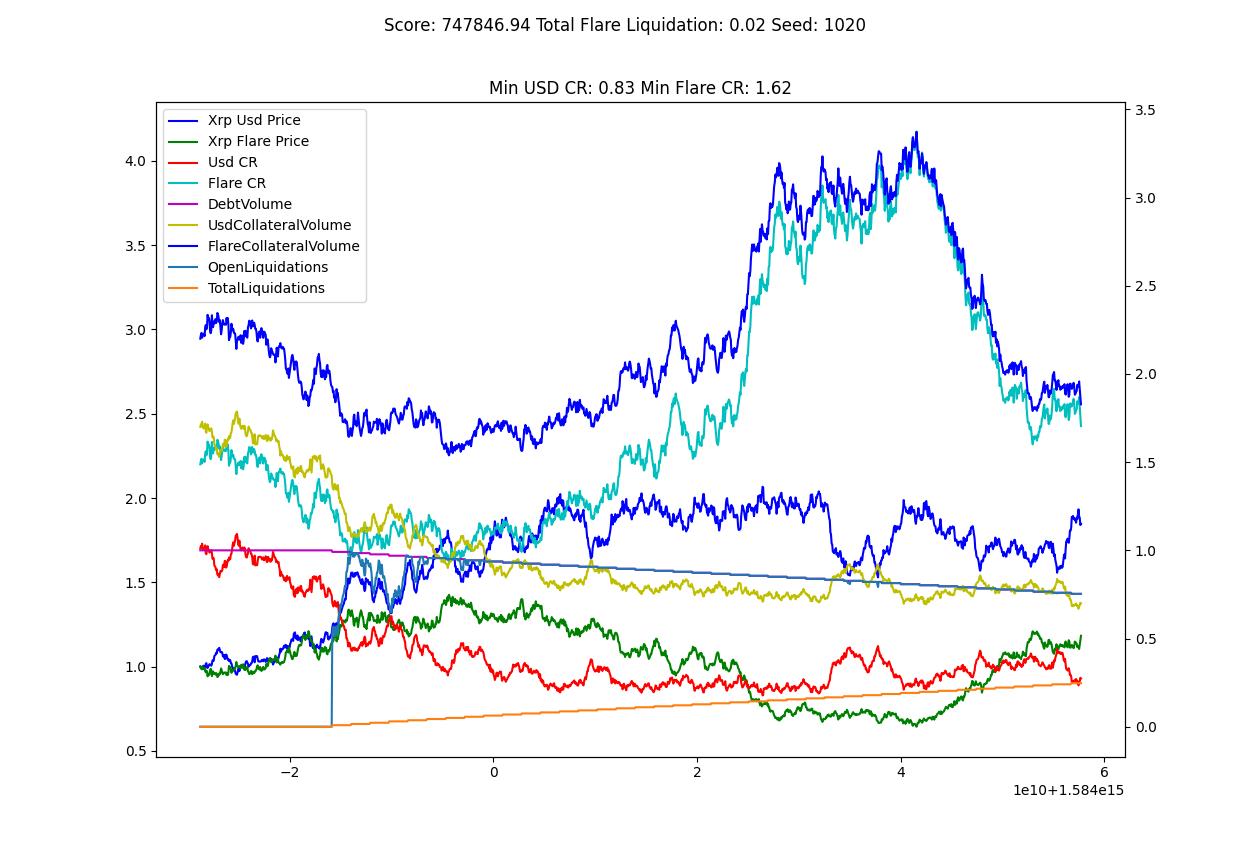 Score: 747846.94 Total Flare Liquidation: 0.02 Seed: 1020
Min USD CR: 0.83 Min Flare CR: 1.62
Xrp Usd Price
Xrp Flare Price
Usd CR
Flare CR
DebtVolume
UsdCollateralVolume
FlareCollateralVolume
OpenLiquidations
TotalLiquidations
4.0
3.5
3.0
2.5
2.0
1.5
1.0
0.5
3.5
3.0
2.5
2.0
1.5
1.0
0.5
0.0
−2 0 2 4 6
1e10+1.584e15